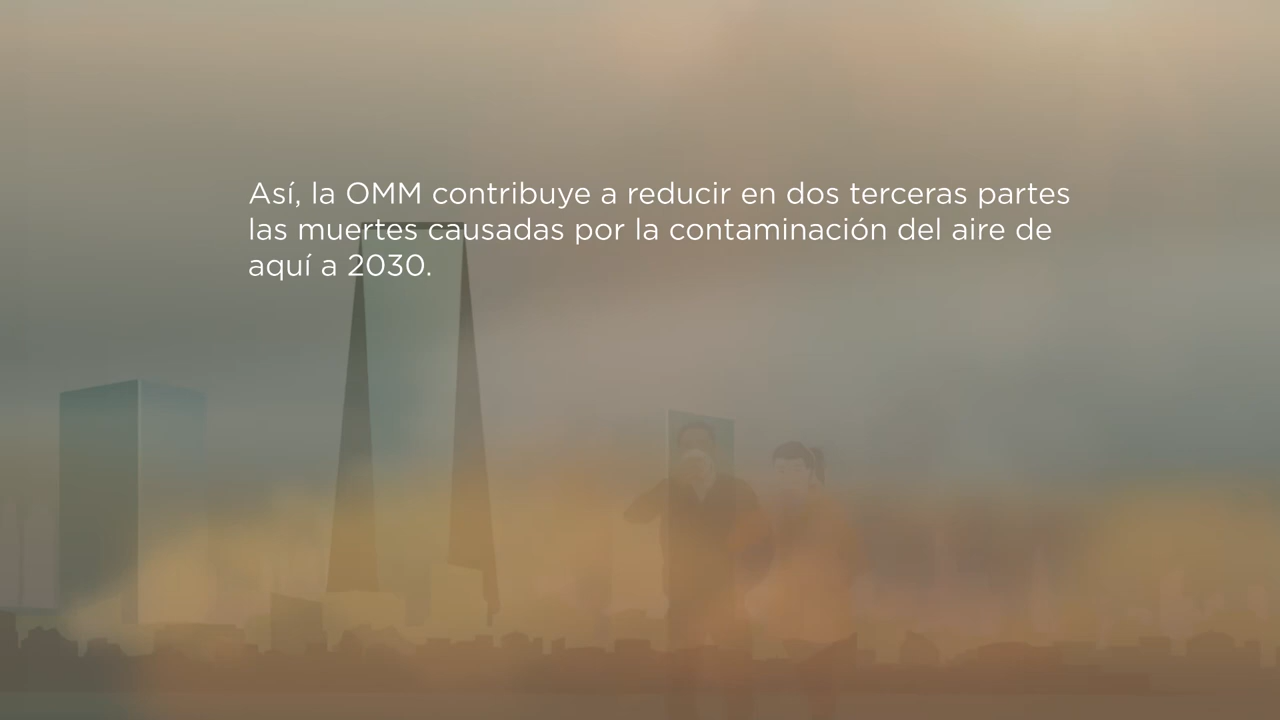 Así, la OMM contribuye a reducir en dos terceras partes
las muertes causadas por la contaminación del aire de
aquí a 2030.